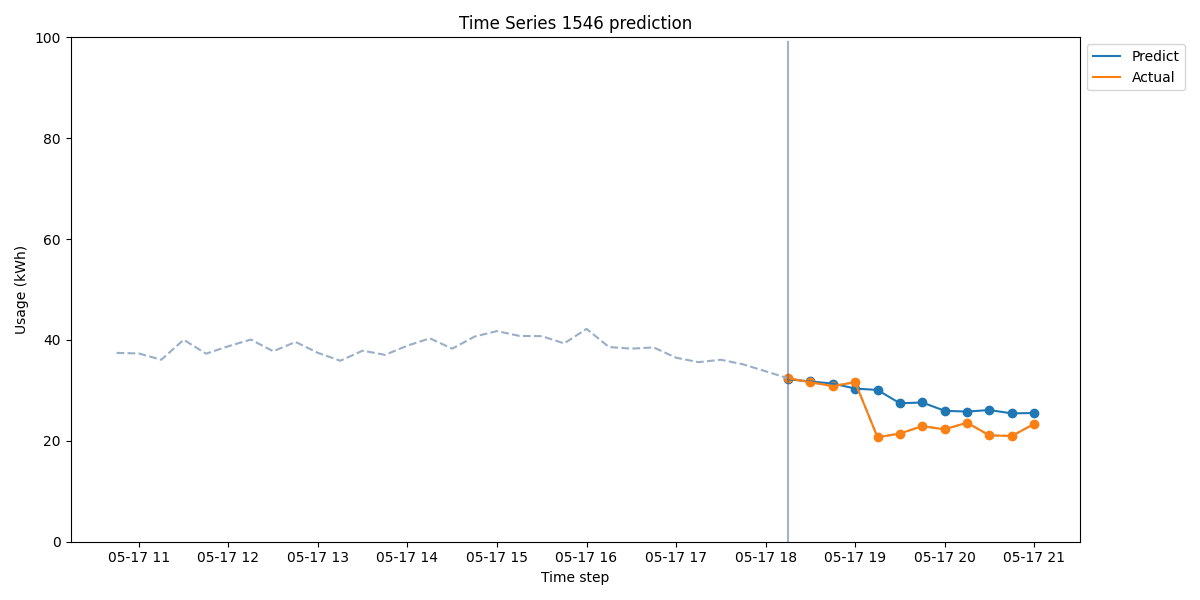 Time Series 1546 prediction
Predict
Actual
100
80
60
40
20
0
Usage (kWh)
05-17 11 05-17 12 05-17 13 05-17 14 05-17 15 05-17 16 05-17 17 05-17 18 05-17 19 05-17 20 05-17 21
Time step